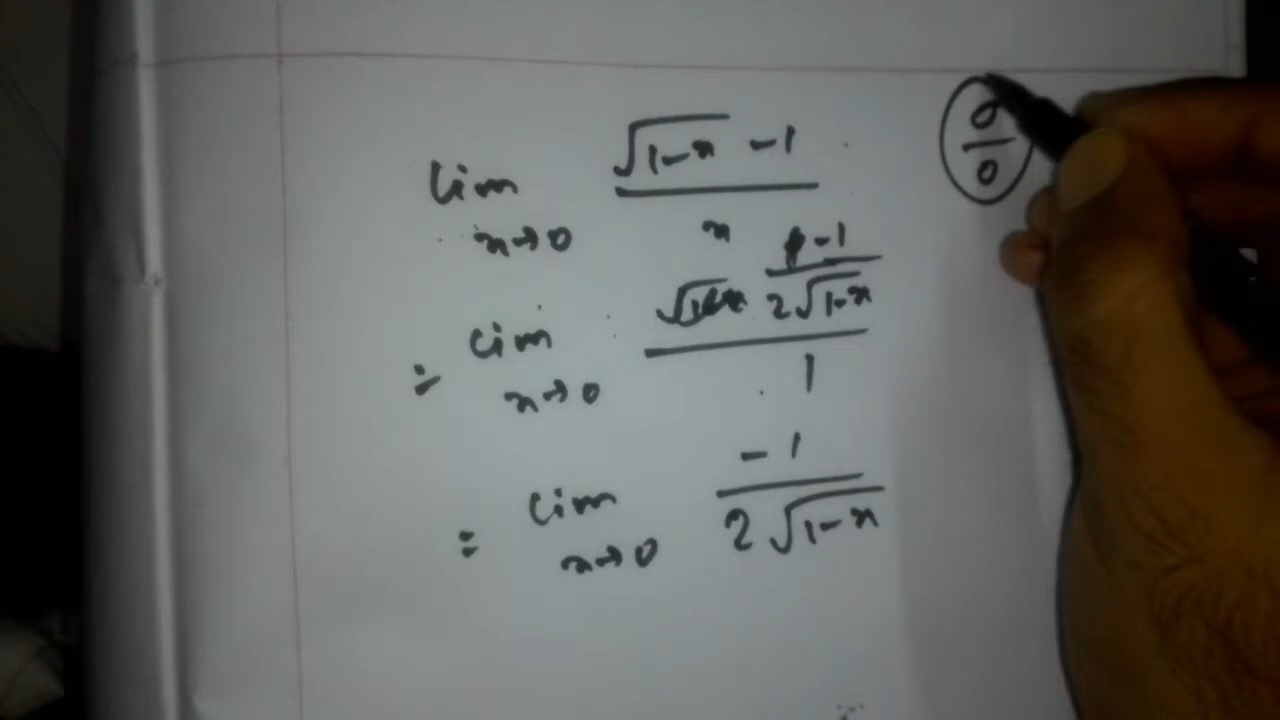 lim x→0 (√(1-x) - 1)/x 0/0
= lim x→0 (-1/(2√(1-x)))/1
= lim x→0 -1/(2√(1-x))